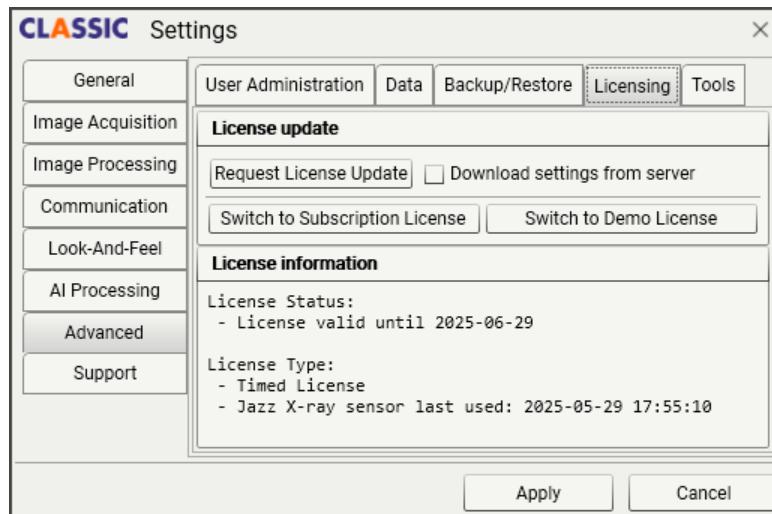 CLASSIC Settings
General
Image Acquisition
Image Processing
Communication
Look-And-Feel
AI Processing
Advanced
Support
User Administration Data Backup/Restore Licensing Tools
License update
Request License Update Download settings from server
Switch to Subscription License Switch to Demo License
License information
License Status:
- License valid until 2025-06-29
License Type:
- Timed License
- Jazz X-ray sensor last used: 2025-05-29 17:55:10
Apply Cancel